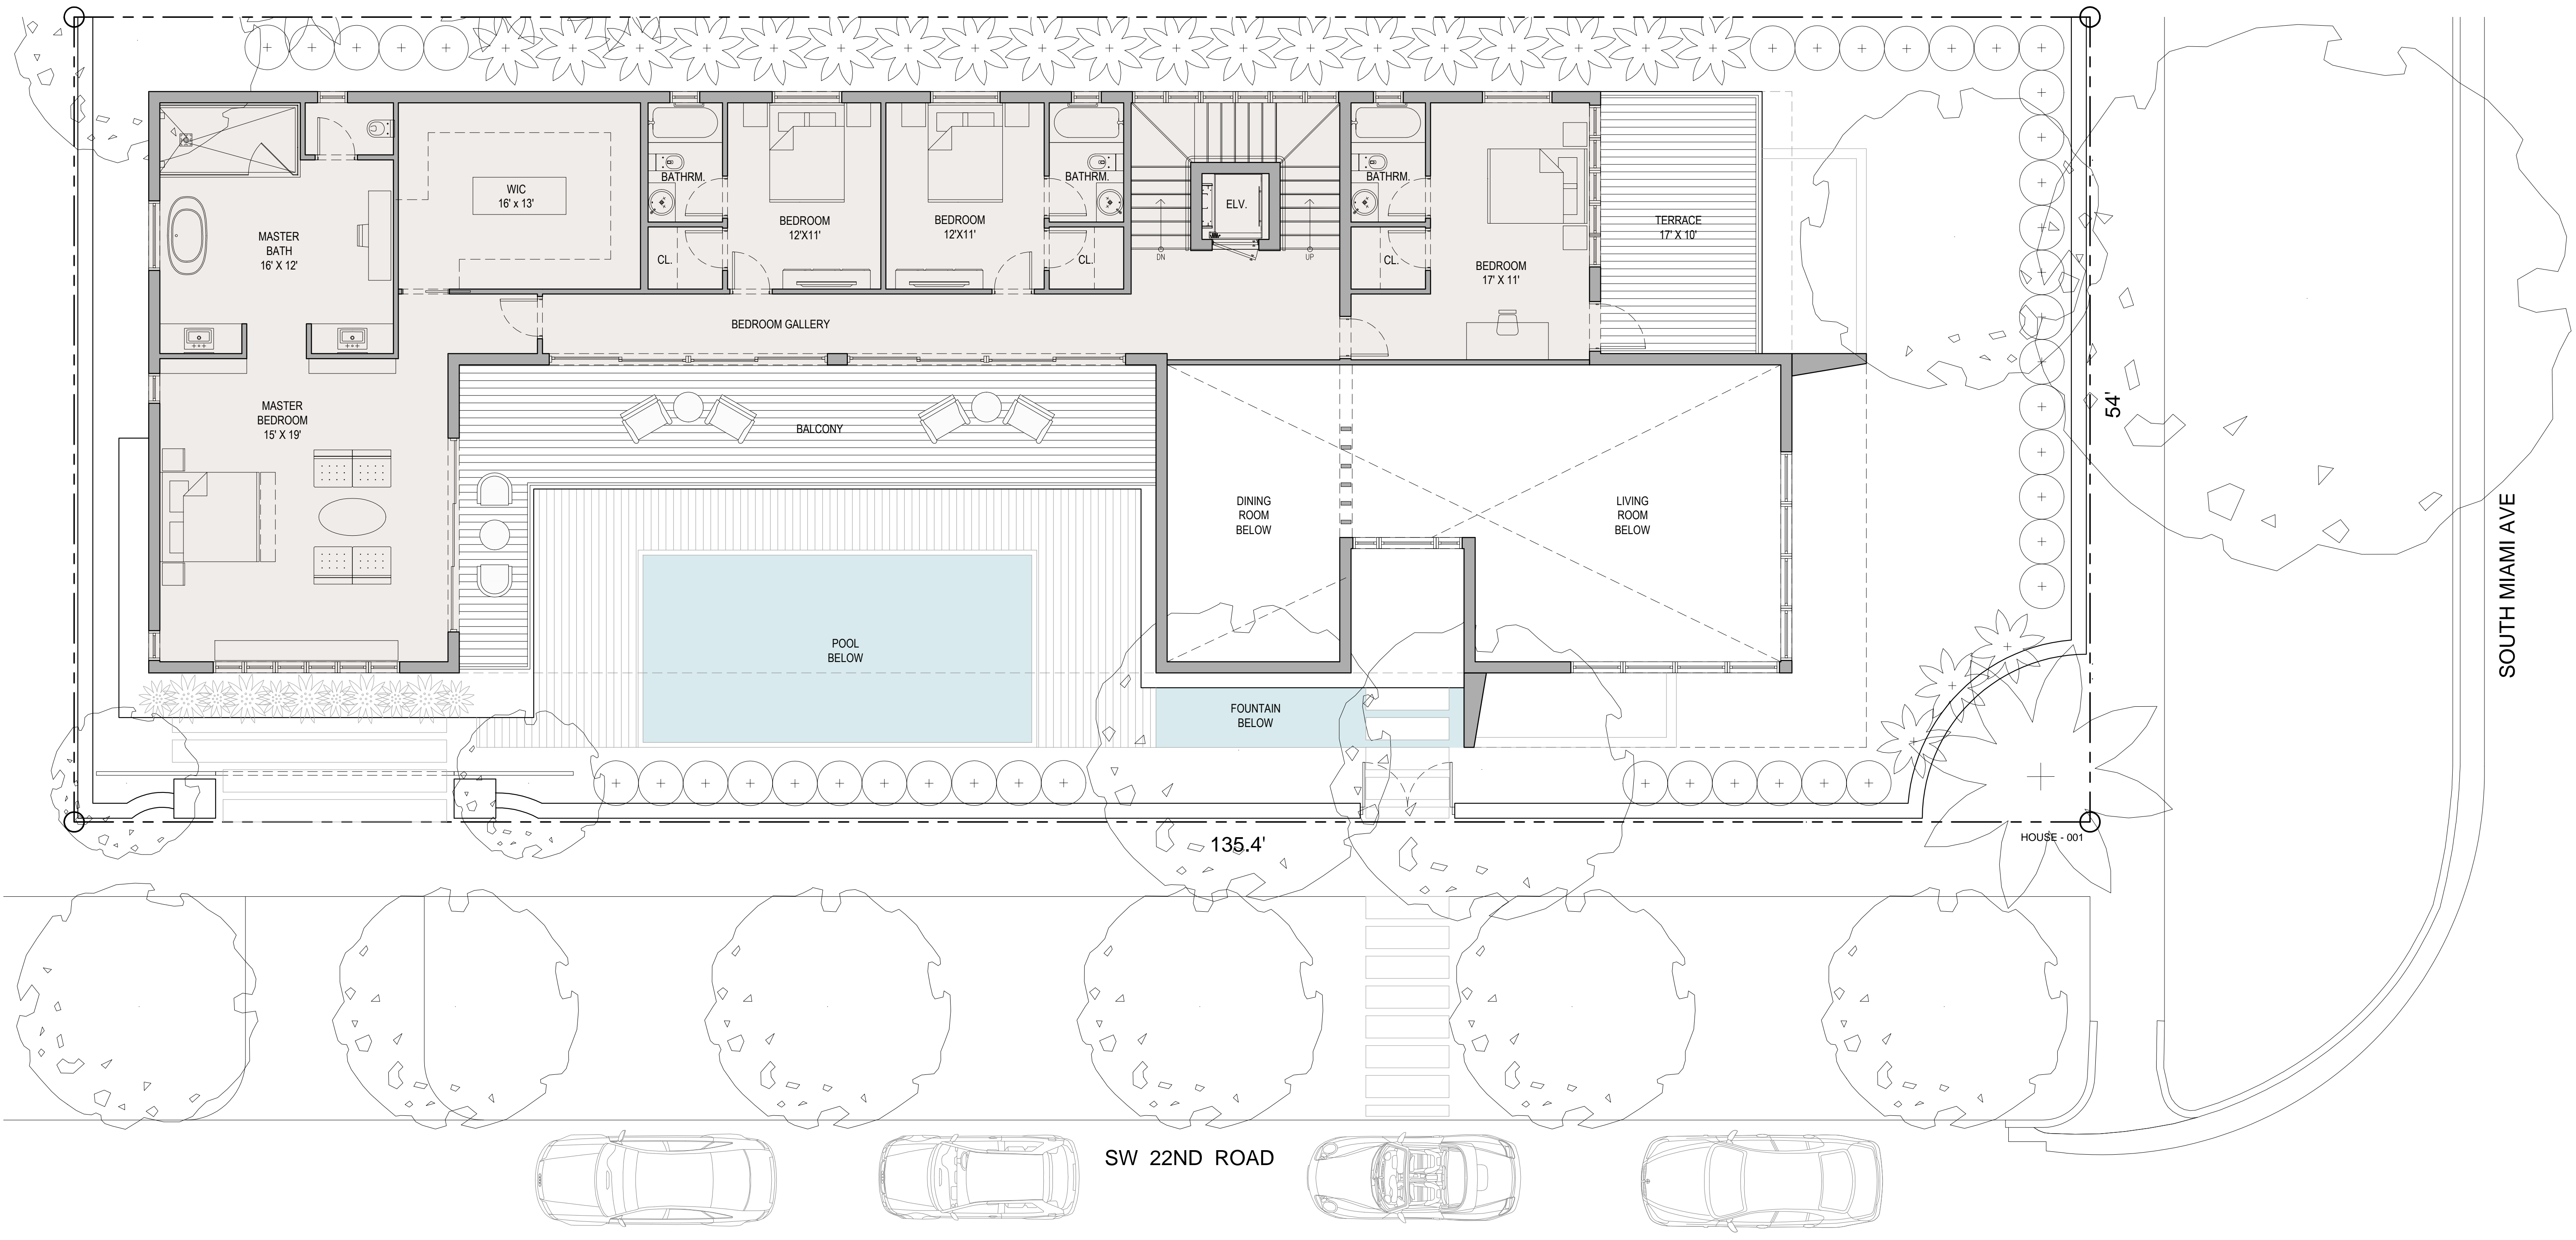 WIC
16' x 13'
BATHRM.
BATHRM.
BATHRM.
ELV.
BEDROOM
12'X11'
BEDROOM
12'X11'
TERRACE
17' X 10'
MASTER
BATH
16' X 12'
CL.
CL.
CL.
DN
UP
BEDROOM
17' X 11'
BEDROOM GALLERY
MASTER
BEDROOM
15' X 19'
BALCONY
54'
DINING
ROOM
BELOW
LIVING
ROOM
BELOW
SOUTH MIAMI AVE
POOL
BELOW
FOUNTAIN
BELOW
135.4'
HOUSE - 001
SW 22ND ROAD